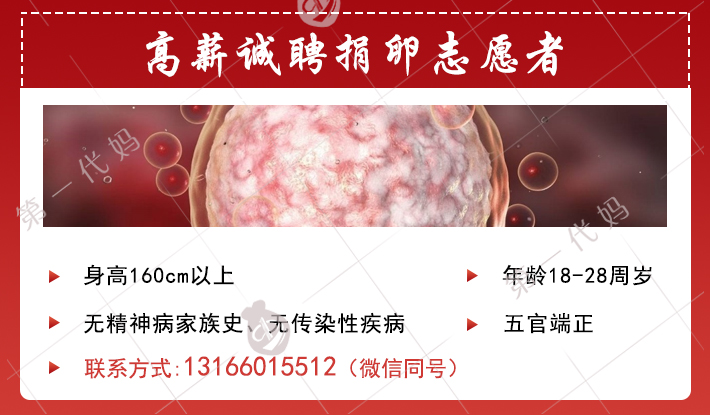 高薪诚聘捐卵志愿者
第一代妈
第一代妈
身高160cm以上
年龄18-28周岁
无精神病家族史、无传染性疾病
五官端正
联系方式:13166015512（微信同号）